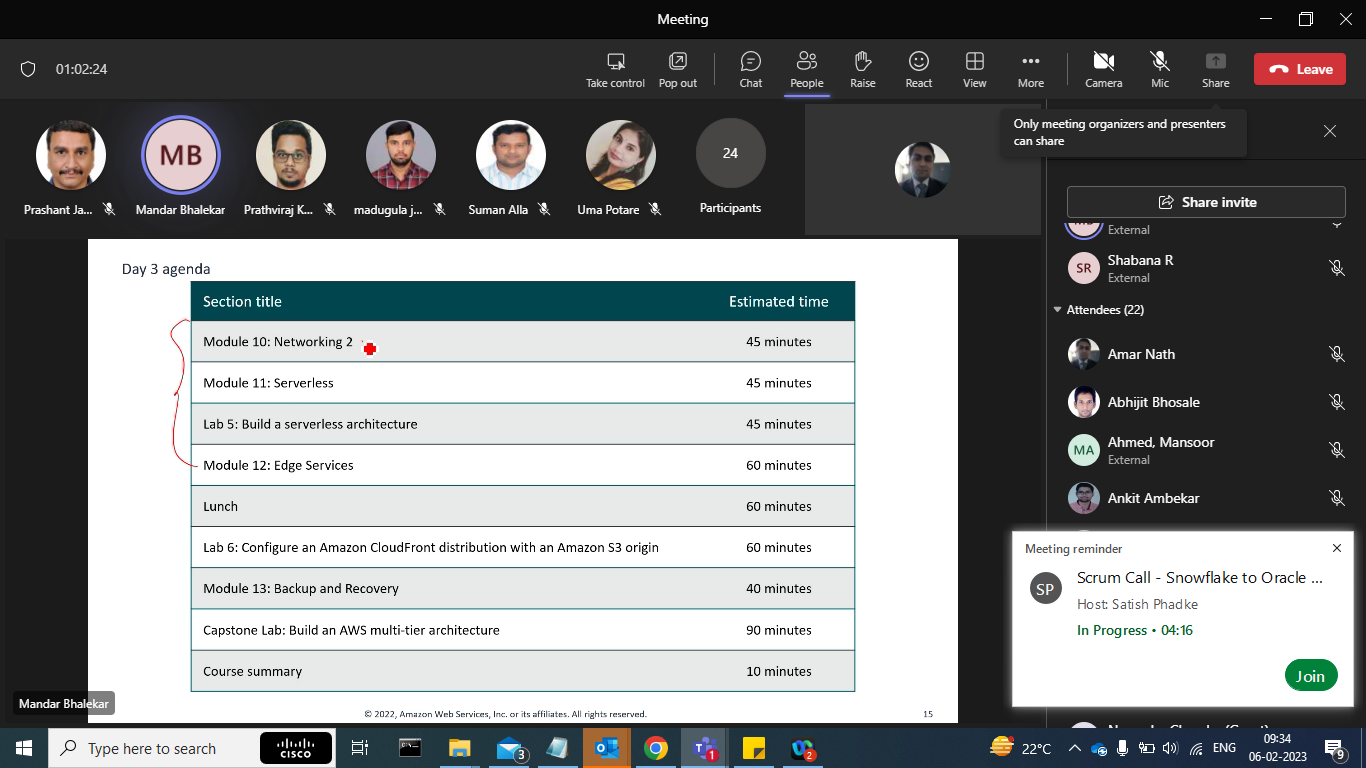 Meeting
01:02:24
Take control
Pop out
Chat
People
Raise
React
View
More
Camera
Mic
Share
Leave
Only meeting organizers and presenters
can share
MB
24
Prashant Ja...
Mandar Bhalekar
Prathviraj K...
madugula j...
Suman Alla
Uma Potare
Participants
Share invite
External
SR
Shabana R
External
Attendees (22)
Amar Nath
Abhijit Bhosale
MA
Ahmed, Mansoor
External
Ankit Ambekar
Day 3 agenda
Section title Estimated time
Module 10: Networking 2 45 minutes
Module 11: Serverless 45 minutes
Lab 5: Build a serverless architecture 45 minutes
Module 12: Edge Services 60 minutes
Lunch 60 minutes
Lab 6: Configure an Amazon CloudFront distribution with an Amazon S3 origin 60 minutes
Module 13: Backup and Recovery 40 minutes
Capstone Lab: Build an AWS multi-tier architecture 90 minutes
Course summary 10 minutes
© 2022, Amazon Web Services, Inc. or its affiliates. All rights reserved. 15
Mandar Bhalekar
Meeting reminder
SP
Scrum Call - Snowflake to Oracle ...
Host: Satish Phadke
In Progress • 04:16
Join
Type here to search
CISCO
3
1
2
22°C
ENG
09:34
06-02-2023
9